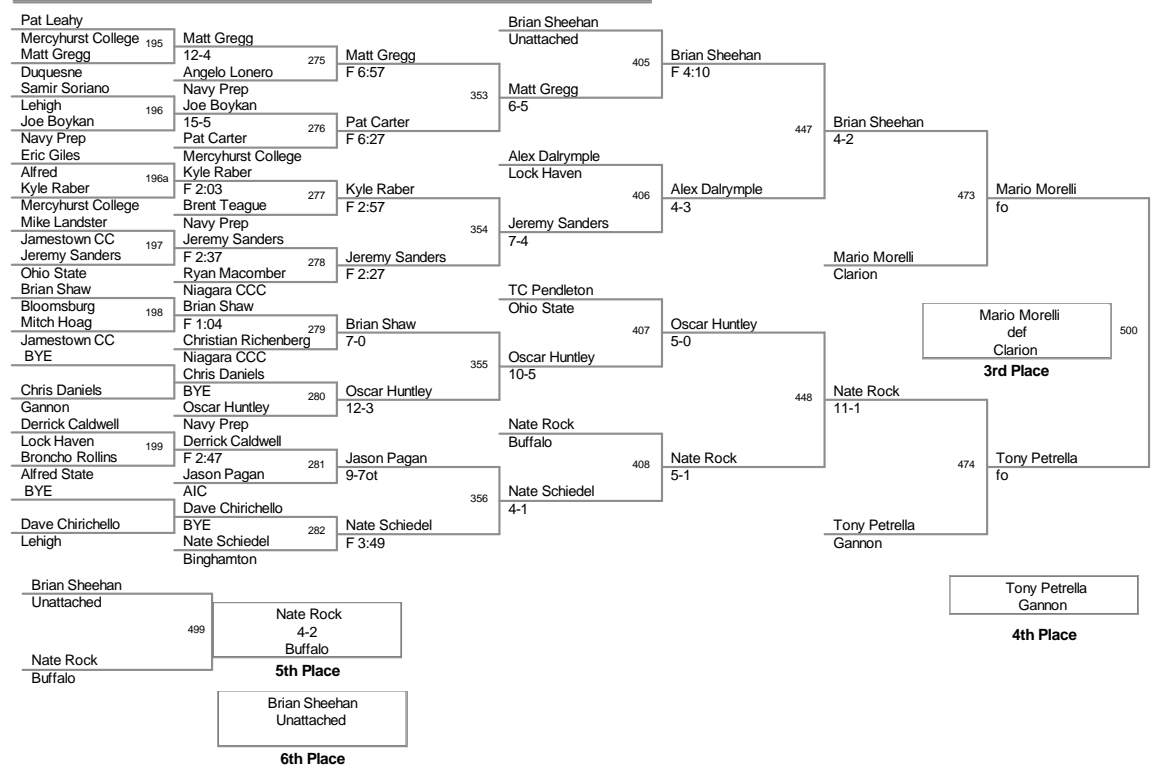 Pat Leahy
Mercyhurst College
195
Matt Gregg
Duquesne
Samir Soriano
Lehigh
196
Joe Boykan
Navy Prep
Eric Giles
Alfred
196a
Kyle Raber
Mercyhurst College
Mike Landster
Jamestown CC
197
Jeremy Sanders
Ohio State
Brian Shaw
Bloomsburg
198
Mitch Hoag
Jamestown CC
BYE
Chris Daniels
Gannon
Derrick Caldwell
Lock Haven
199
Broncho Rollins
Alfred State
BYE
Dave Chirichello
Lehigh
Matt Gregg
12-4
275
Angelo Lonero
Navy Prep
Joe Boykan
15-5
276
Pat Carter
Mercyhurst College
Kyle Raber
F 2:03
277
Brent Teague
Navy Prep
Jeremy Sanders
F 2:37
278
Ryan Macomber
Niagara CCC
Brian Shaw
F 1:04
279
Christian Richenberg
Niagara CCC
Chris Daniels
BYE
280
Oscar Huntley
Navy Prep
Derrick Caldwell
F 2:47
281
Jason Pagan
AIC
Dave Chirichello
BYE
282
Nate Schiedel
Binghamton
Matt Gregg
F 6:57
353
Pat Carter
F 6:27
Kyle Raber
F 2:57
354
Jeremy Sanders
F 2:27
Brian Shaw
7-0
355
Oscar Huntley
12-3
Jason Pagan
9-7ot
356
Nate Schiedel
F 3:49
Brian Sheehan
Unattached
405
Matt Gregg
6-5
Alex Dalrymple
Lock Haven
406
Jeremy Sanders
7-4
TC Pendleton
Ohio State
407
Oscar Huntley
10-5
Nate Rock
Buffalo
408
Nate Schiedel
4-1
Brian Sheehan
F 4:10
447
Alex Dalrymple
4-3
Oscar Huntley
5-0
448
Nate Rock
5-1
Brian Sheehan
4-2
473
Mario Morelli
Clarion
Nate Rock
11-1
474
Tony Petrella
Gannon
Mario Morelli
fo
Tony Petrella
fo
Mario Morelli
def
Clarion
500
3rd Place
Tony Petrella
Gannon
4th Place
Brian Sheehan
Unattached
499
Nate Rock
Buffalo
Nate Rock
4-2
Buffalo
5th Place
Brian Sheehan
Unattached
6th Place